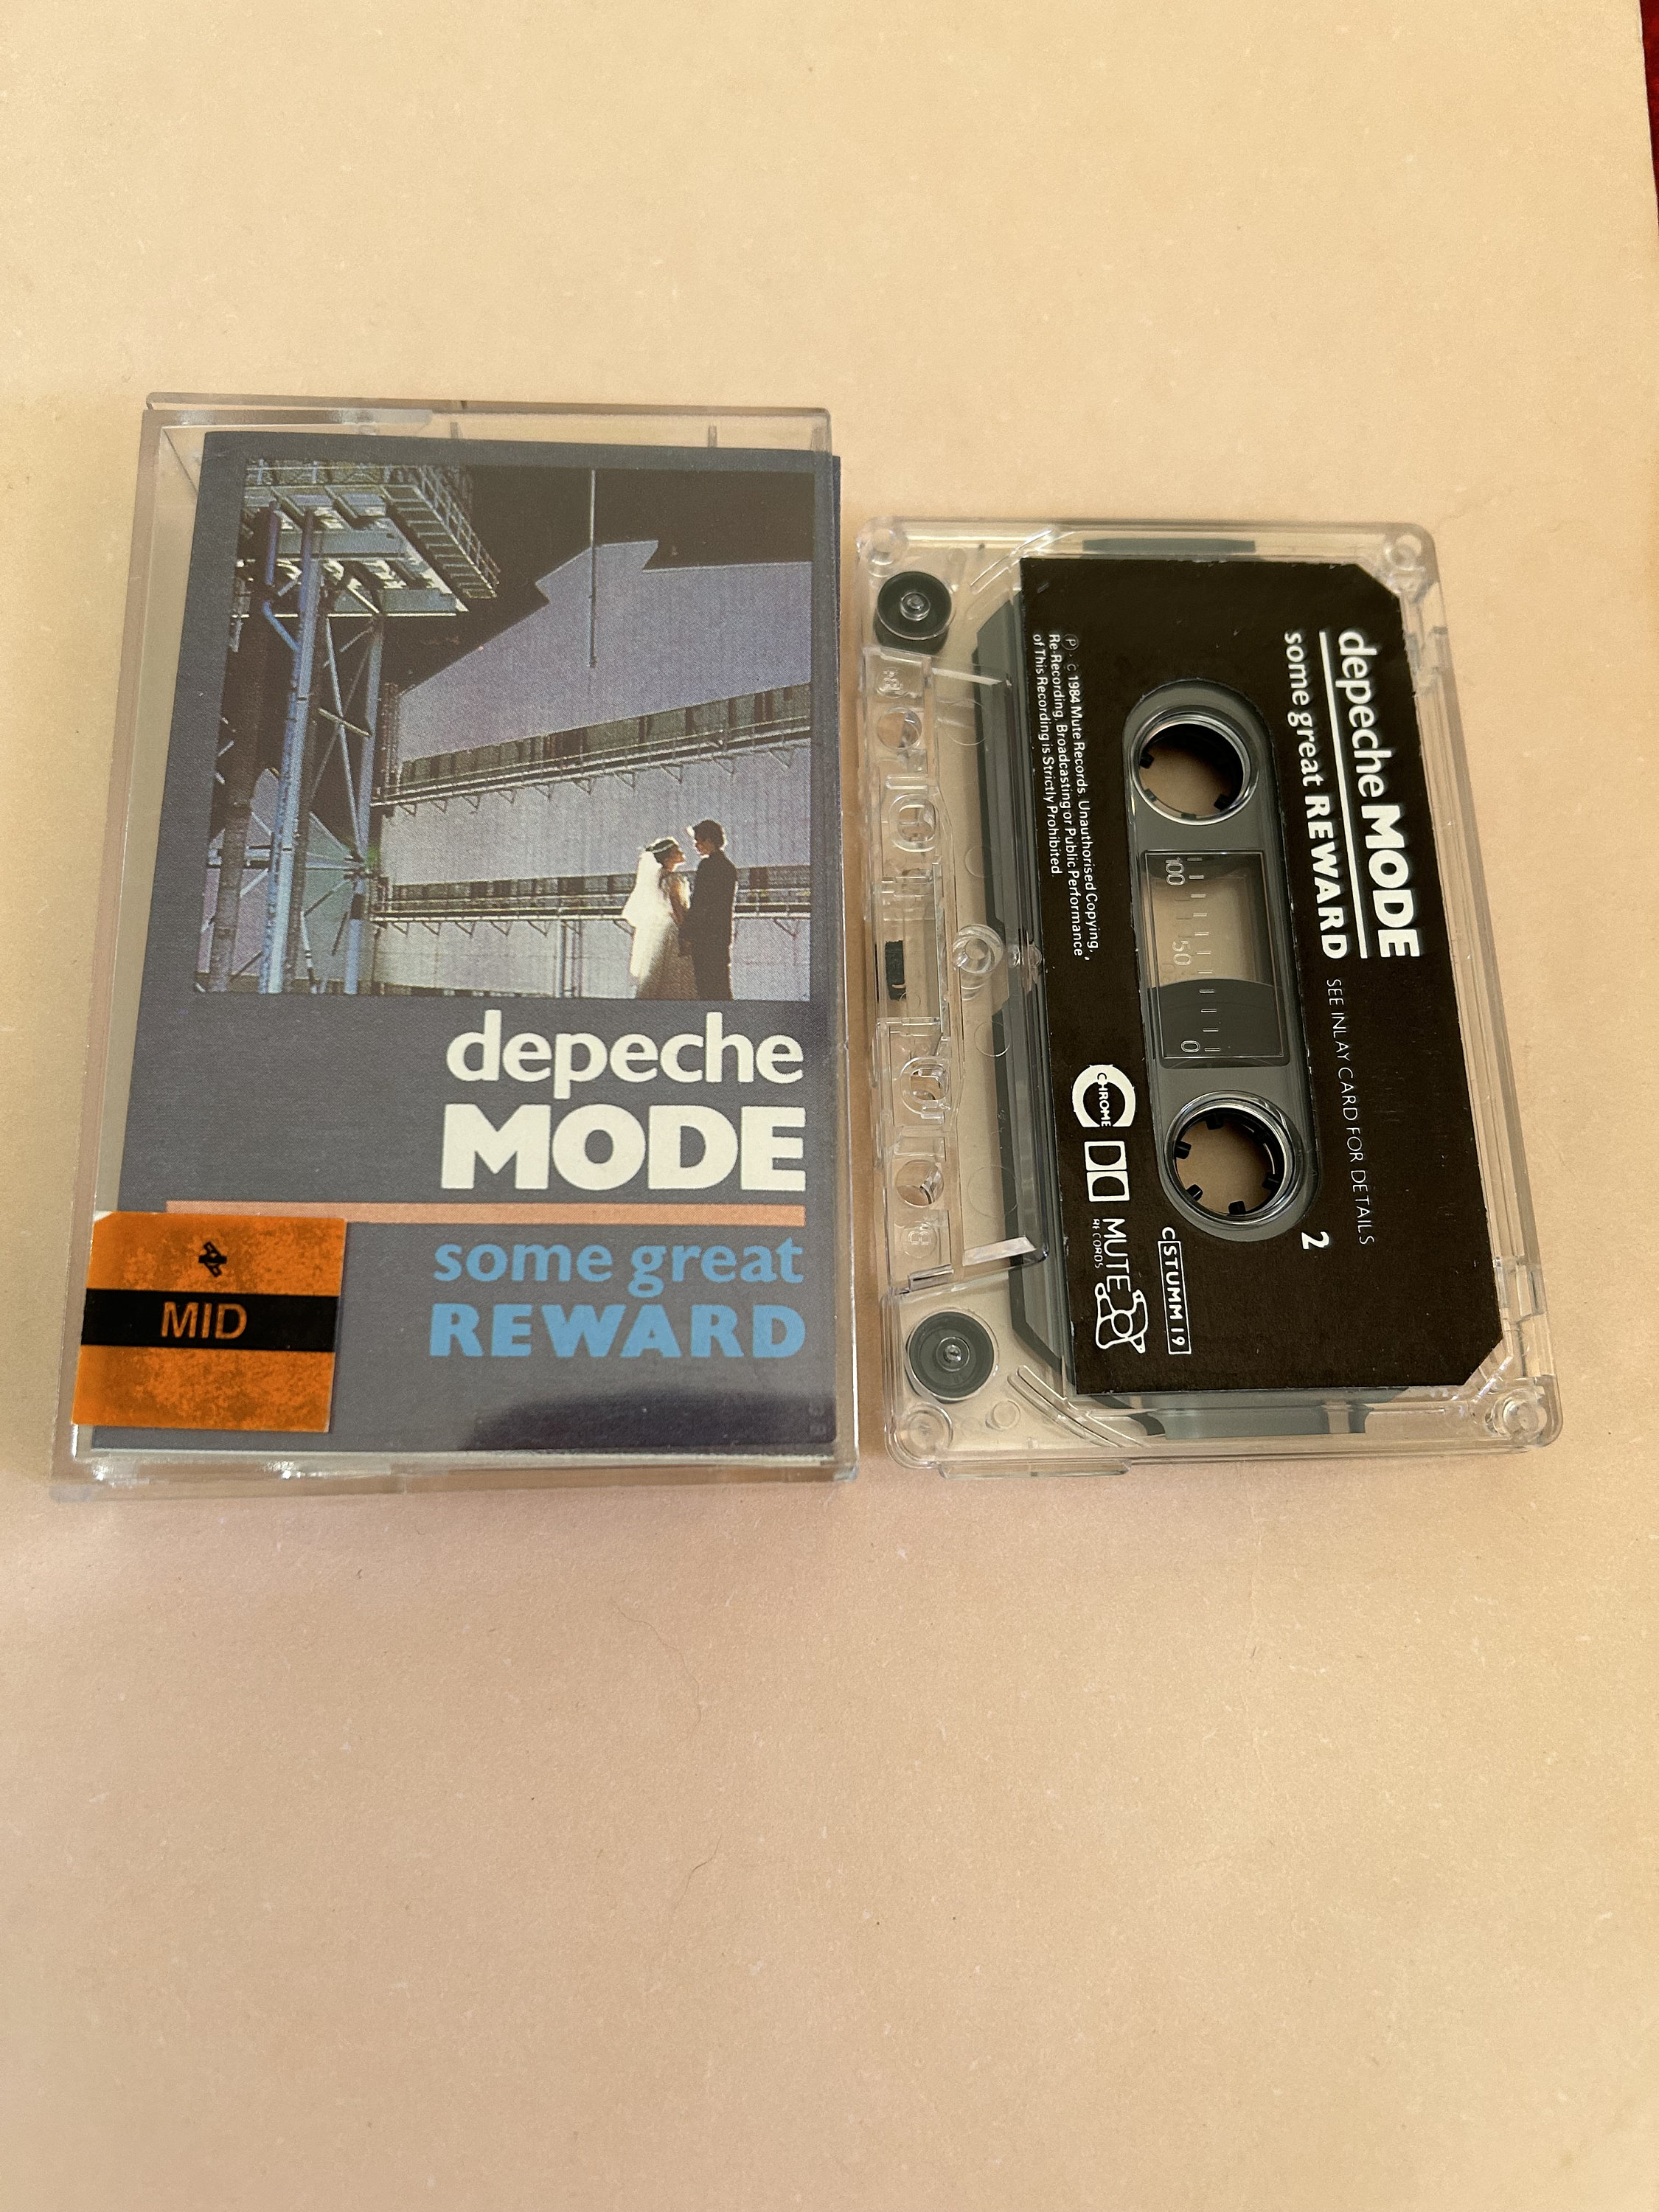 depeche
MODE
some great
REWARD
MID
depeche MODE
some great REWARD SEE INLAY CARD FOR DETAILS
2
100 50 0
Ⓟ · C 1984 Mute Records. Unauthorised Copying,
Re-Recording, Broadcasting or Public Performance
of This Recording is Strictly Prohibited.
CHROME
MUTE
RECORDS
CSTUMM 19